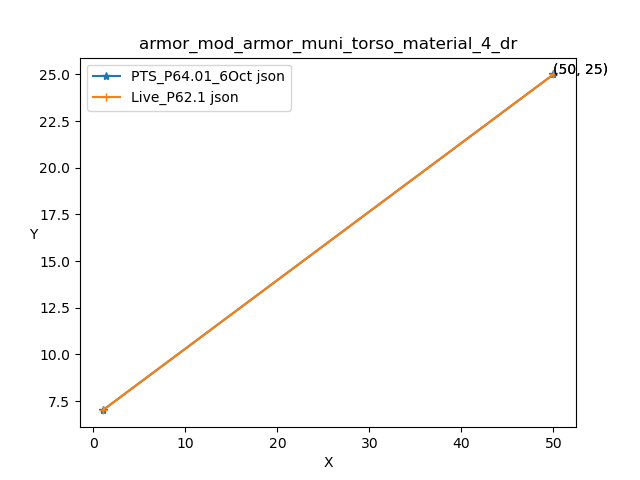 armor_mod_armor_muni_torso_material_4_dr
PTS_P64.01_6Oct json
Live_P62.1 json
(50, 25)
25.0
22.5
20.0
17.5
15.0
12.5
10.0
7.5
Y
0 10 20 30 40 50
X